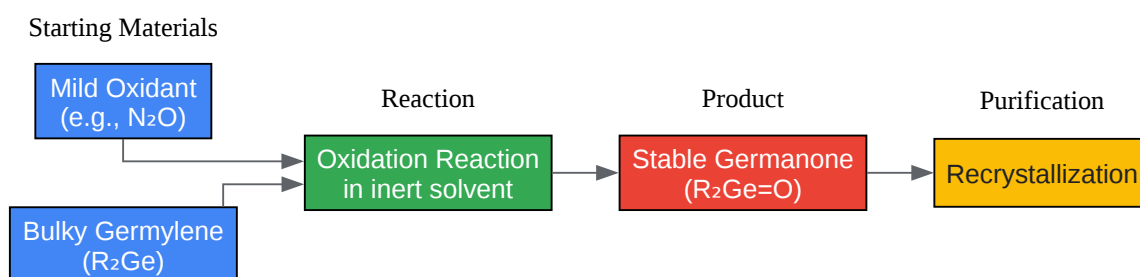 Starting Materials
Mild Oxidant
(e.g., N₂O)
Bulky Germylene
(R₂Ge)
Reaction
Oxidation Reaction
in inert solvent
Product
Stable Germanone
(R₂Ge=O)
Purification
Recrystallization